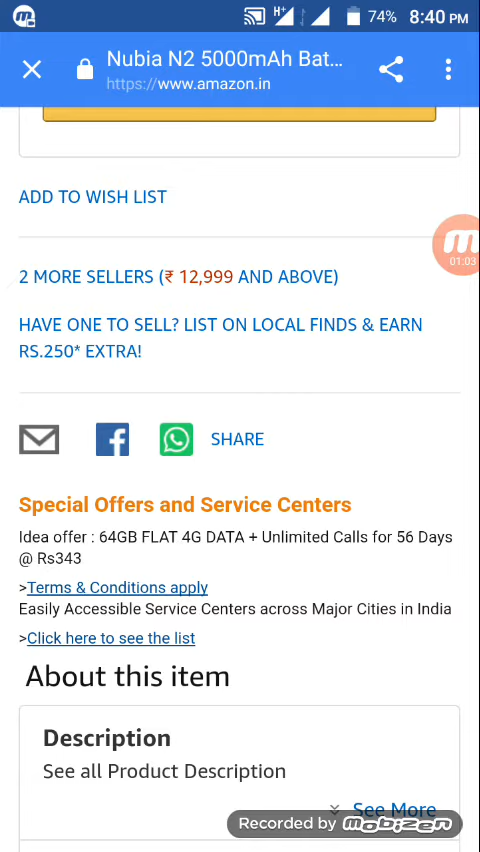 74% 8:40 PM
Nubia N2 5000mAh Bat...
https://www.amazon.in
ADD TO WISH LIST
01:03
2 MORE SELLERS (₹ 12,999 AND ABOVE)
HAVE ONE TO SELL? LIST ON LOCAL FINDS & EARN
RS.250* EXTRA!
SHARE
Special Offers and Service Centers
Idea offer : 64GB FLAT 4G DATA + Unlimited Calls for 56 Days
@ Rs343
>Terms & Conditions apply
Easily Accessible Service Centers across Major Cities in India
>Click here to see the list
About this item
Description
See all Product Description
See More
Recorded by mobizen